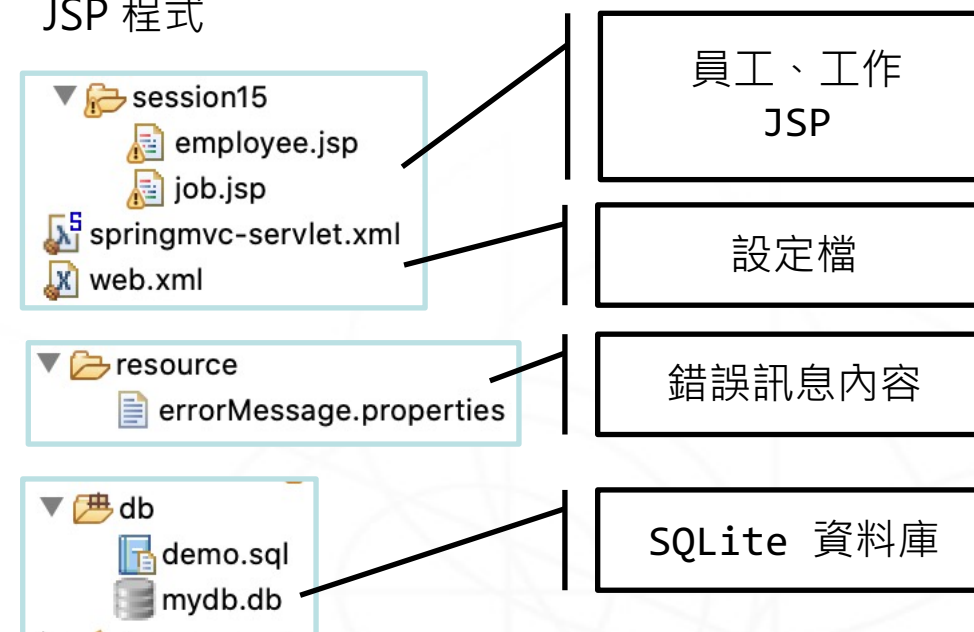 JSP 程式
session15
employee.jsp
job.jsp
springmvc-servlet.xml
web.xml
員工、工作
JSP
設定檔
resource
errorMessage.properties
錯誤訊息內容
db
demo.sql
mydb.db
SQLite 資料庫